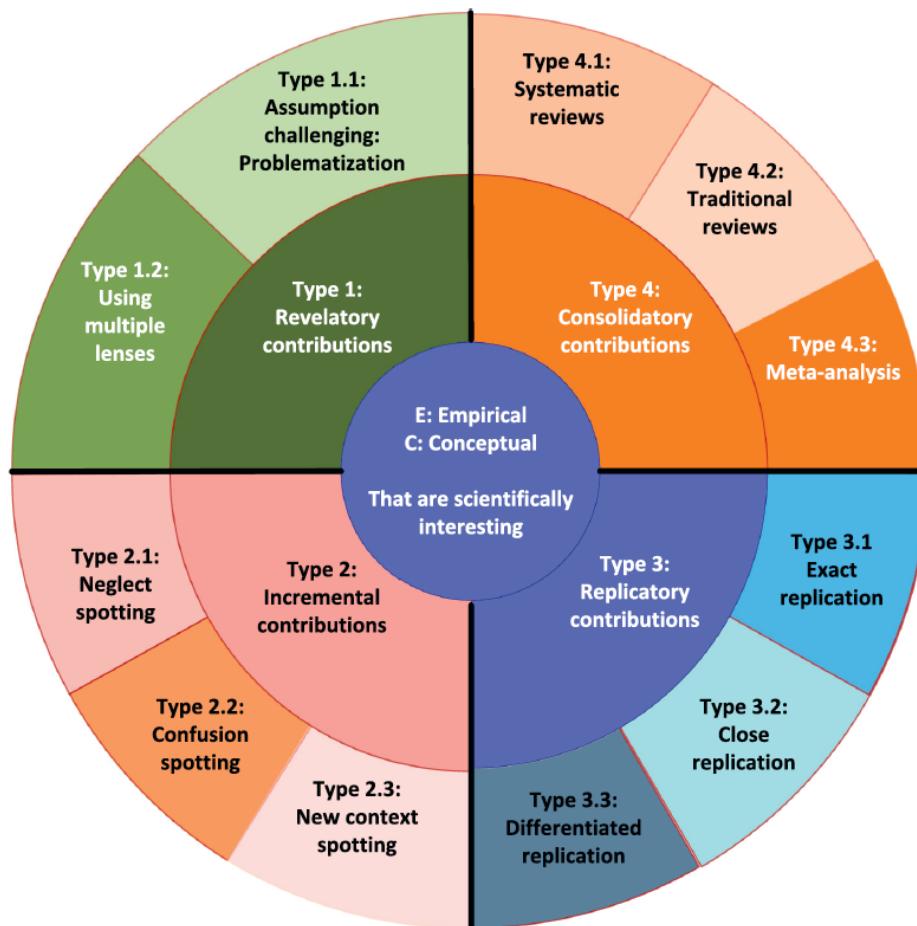 Type 1.1:
Assumption
challenging:
Problematization
Type 4.1:
Systematic
reviews
Type 4.2:
Traditional
reviews
Type 1.2:
Using
multiple
lenses
Type 1:
Revelatory
contributions
Type 4:
Consolidatory
contributions
Type 4.3:
Meta-analysis
E: Empirical
C: Conceptual
That are scientifically
interesting
Type 2.1:
Neglect
spotting
Type 2:
Incremental
contributions
Type 3:
Replicatory
contributions
Type 3.1
Exact
replication
Type 2.2:
Confusion
spotting
Type 3.2:
Close
replication
Type 2.3:
New context
spotting
Type 3.3:
Differentiated
replication